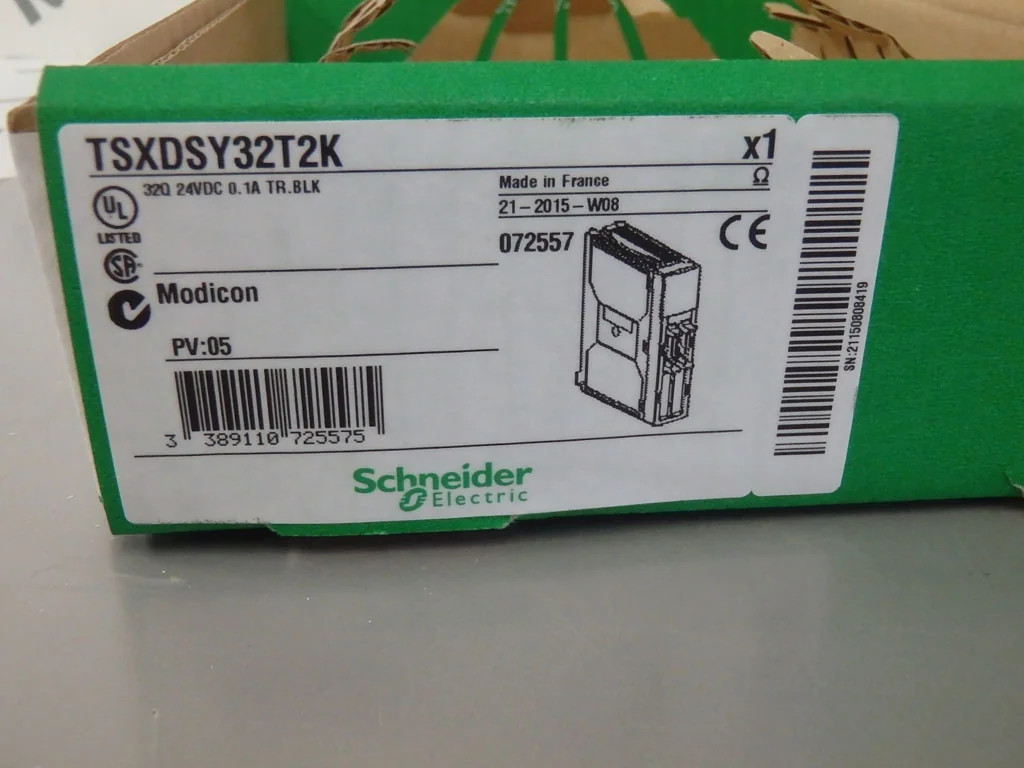 TSXDSY32T2K
x1
32Q 24VDC 0.1A TR.BLK
Ω
Made in France
21-2015-W08
072557
UL
LISTED
SA
Modicon
PV:05
3 389110 725575
SN:21150808419
Schneider
Electric